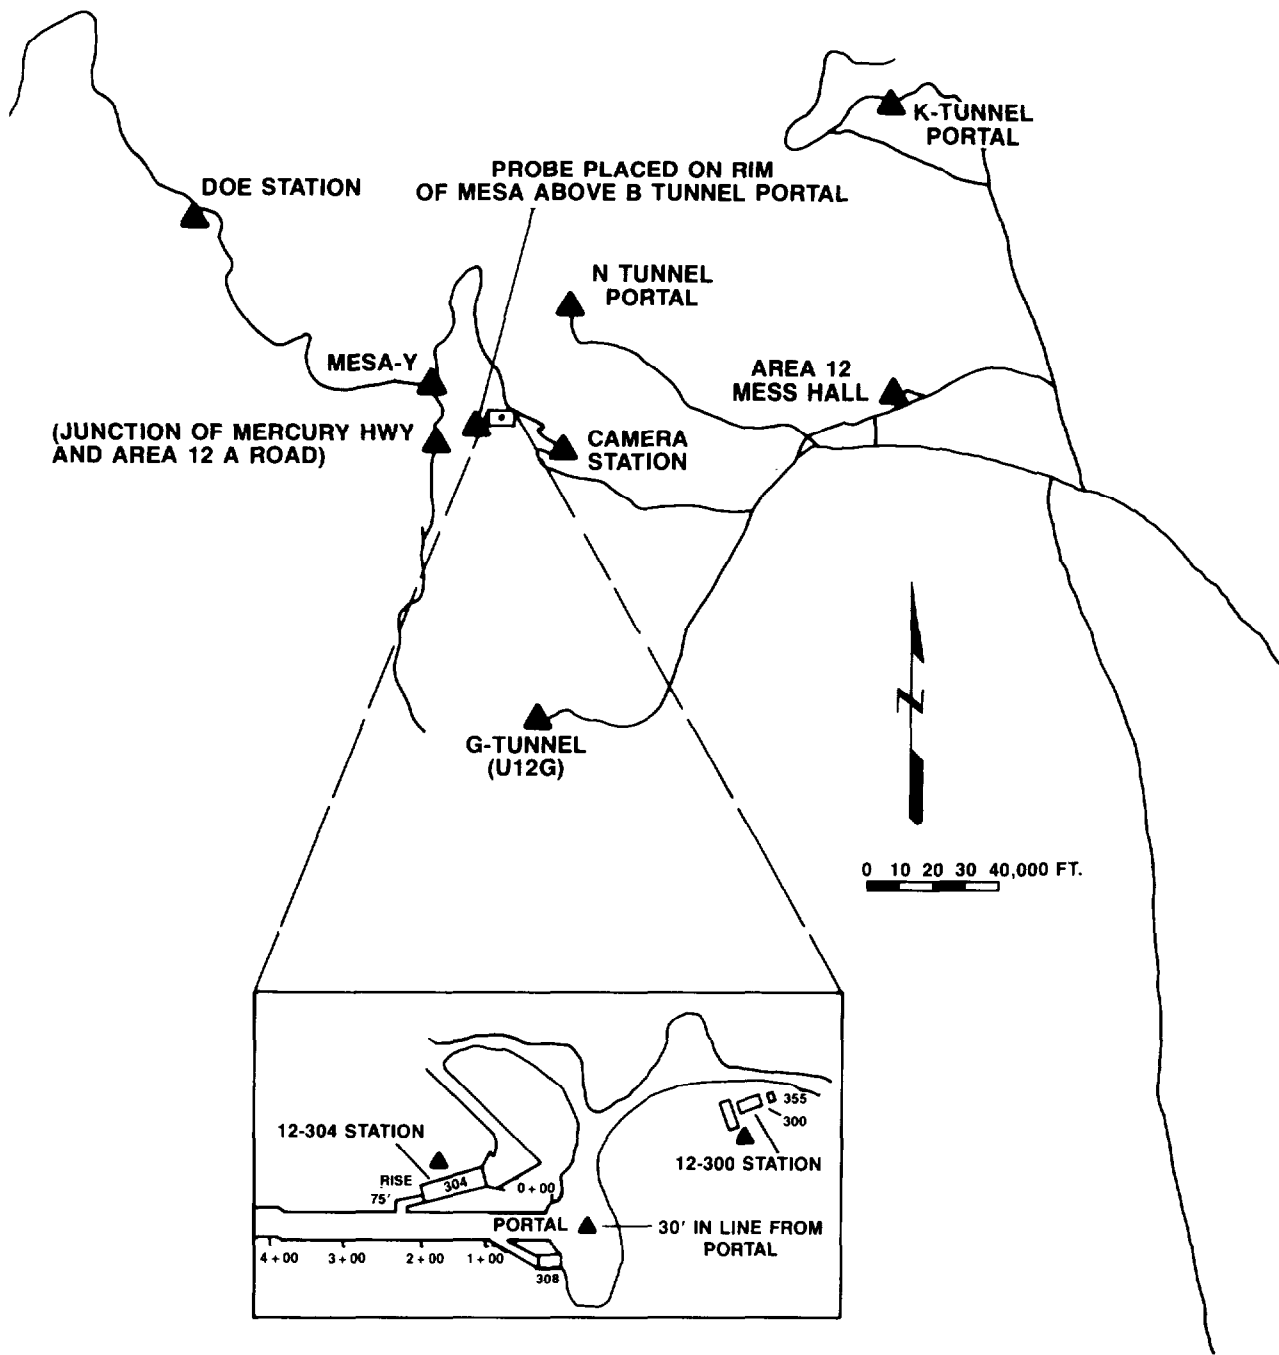 K-TUNNEL
PORTAL
PROBE PLACED ON RIM
OF MESA ABOVE B TUNNEL PORTAL
DOE STATION
N TUNNEL
PORTAL
MESA-Y
AREA 12
MESS HALL
(JUNCTION OF MERCURY HWY
AND AREA 12 A ROAD)
CAMERA
STATION
N
G-TUNNEL
(U12G)
0 10 20 30 40,000 FT.
355
300
12-304 STATION
12-300 STATION
RISE
75'
304
0 + 00
PORTAL
30' IN LINE FROM
PORTAL
4 + 00 3 + 00 2 + 00 1 + 00
308